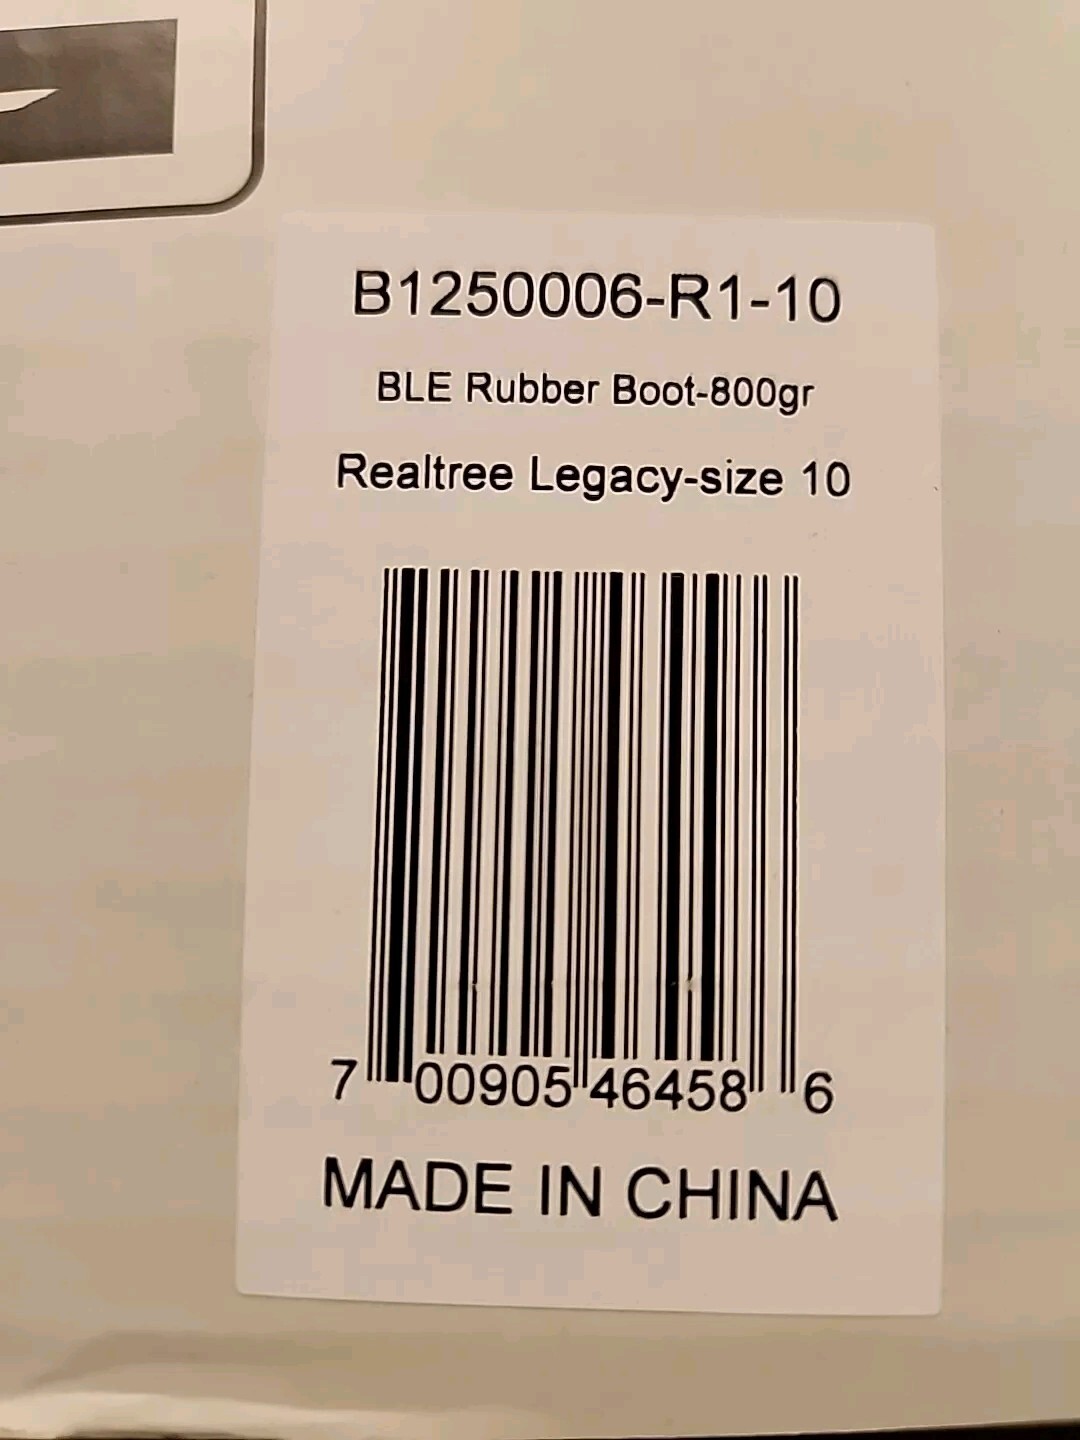 B1250006-R1-10
BLE Rubber Boot-800gr
Realtree Legacy-size 10
7 00905 46458 6
MADE IN CHINA